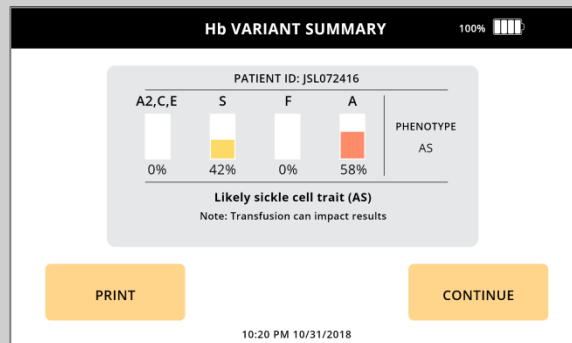 Hb VARIANT SUMMARY 100%
PATIENT ID: JSL072416
A2,C,E S F A
PHENOTYPE
AS
0% 42% 0% 58%
Likely sickle cell trait (AS)
Note: Transfusion can impact results
PRINT CONTINUE
10:20 PM 10/31/2018